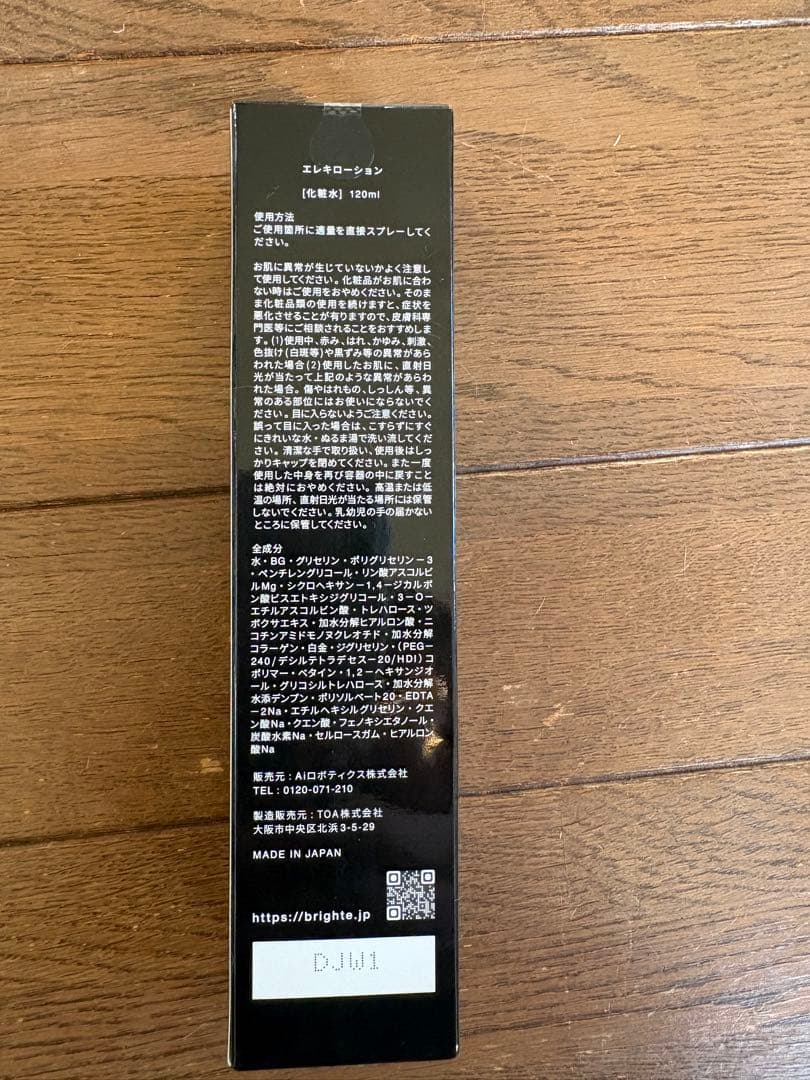 エレキローション
[化粧水] 120ml
使用方法
ご使用箇所に適量を直接スプレーしてく
ださい。
お肌に異常が生じていないかよく注意し
て使用してください。化粧品がお肌に合わ
ない時はご使用をおやめください。そのま
ま化粧品類の使用を続けますと、症状を
悪化させることが有りますので、皮膚科専
門医等にご相談されることをおすすめしま
す。(1)使用中、赤み、はれ、かゆみ、刺激、
色抜け(白斑等)や黒ずみ等の異常があら
われた場合(2)使用したお肌に、直射日
光が当たって上記のような異常があらわ
れた場合。傷やはれもの、しっしん等、異
常のある部位にはお使いにならないでく
ださい。目に入らないようご注意ください。
誤って目に入った場合は、こすらずにすぐ
にきれいな水・ぬるま湯で洗い流してくだ
さい。清潔な手で取り扱い、使用後はしっ
かりキャップを閉めてください。また一度
使用した中身を再び容器の中に戻すこと
は絶対におやめください。高温または低
温の場所、直射日光が当たる場所には保管
しないでください。乳幼児の手の届かない
ところに保管してください。
全成分
水・BG・グリセリン・ポリグリセリン-3
・ペンチレングリコール・リン酸アスコルビ
ルMg・シクロヘキサン-1,4-ジカルボ
ン酸ビスエトキシジグリコール・3-O-
エチルアスコルビン酸・トレハロース・ツ
ボクサエキス・加水分解ヒアルロン酸・ニ
コチンアミドモノヌクレオチド・加水分解
コラーゲン・白金・ジグリセリン・(PEG-
240/デシルテトラデセス-20/HDI)コ
ポリマー・ベタイン・1,2-ヘキサンジオ
ール・グリコシルトレハロース・加水分解
水添デンプン・ポリソルベート20・EDTA
-2Na・エチルヘキシルグリセリン・クエ
ン酸Na・クエン酸・フェノキシエタノール・
炭酸水素Na・セルロースガム・ヒアルロン
酸Na
販売元:Aiロボティクス株式会社
TEL:0120-071-210
製造販売元:TOA株式会社
大阪市中央区北浜3-5-29
MADE IN JAPAN
https://brighte.jp
DJW1